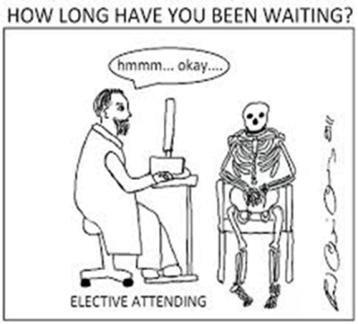 HOW LONG HAVE YOU BEEN WAITING?
hmmm... okay....
ELECTIVE ATTENDING